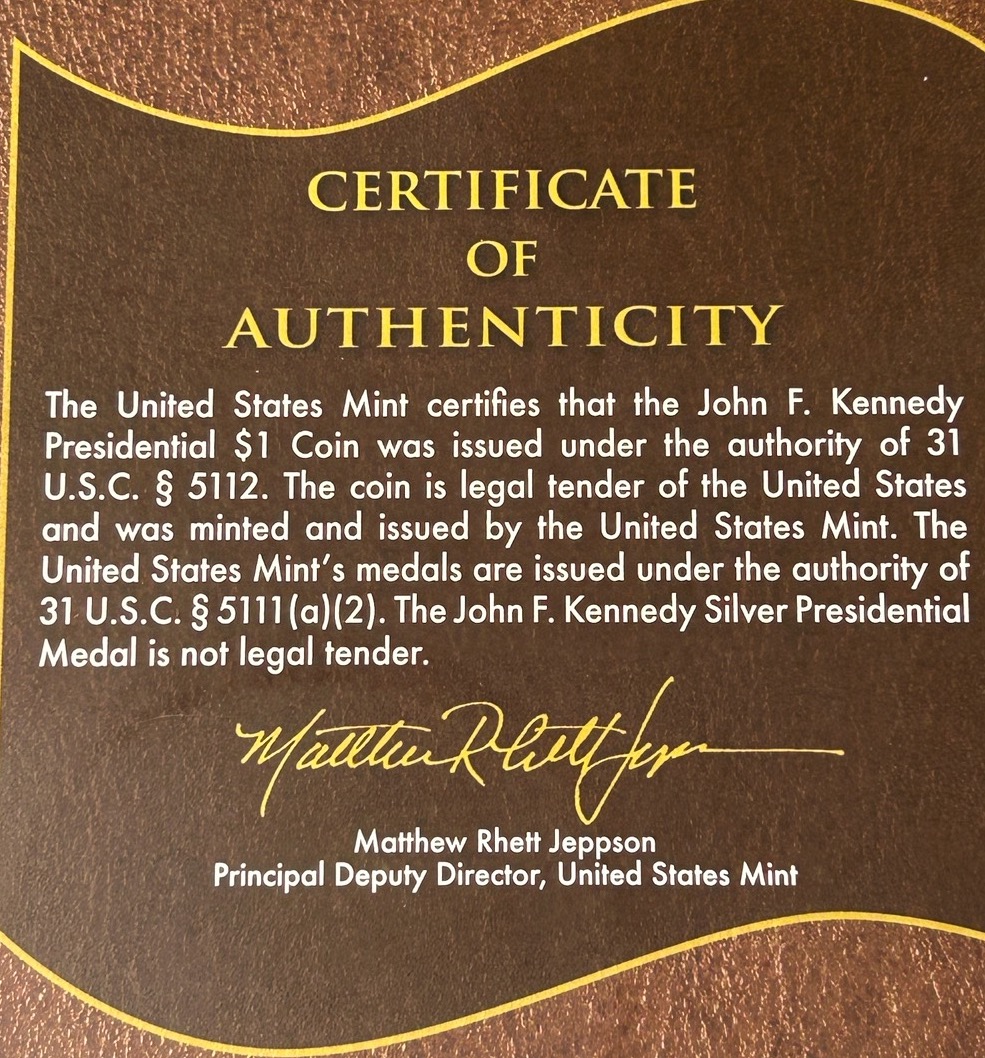 CERTIFICATE
OF
AUTHENTICITY
The United States Mint certifies that the John F. Kennedy
Presidential $1 Coin was issued under the authority of 31
U.S.C. § 5112. The coin is legal tender of the United States
and was minted and issued by the United States Mint. The
United States Mint's medals are issued under the authority of
31 U.S.C. § 5111(a)(2). The John F. Kennedy Silver Presidential
Medal is not legal tender.
Matthew Rhett Jeppson
Matthew Rhett Jeppson
Principal Deputy Director, United States Mint